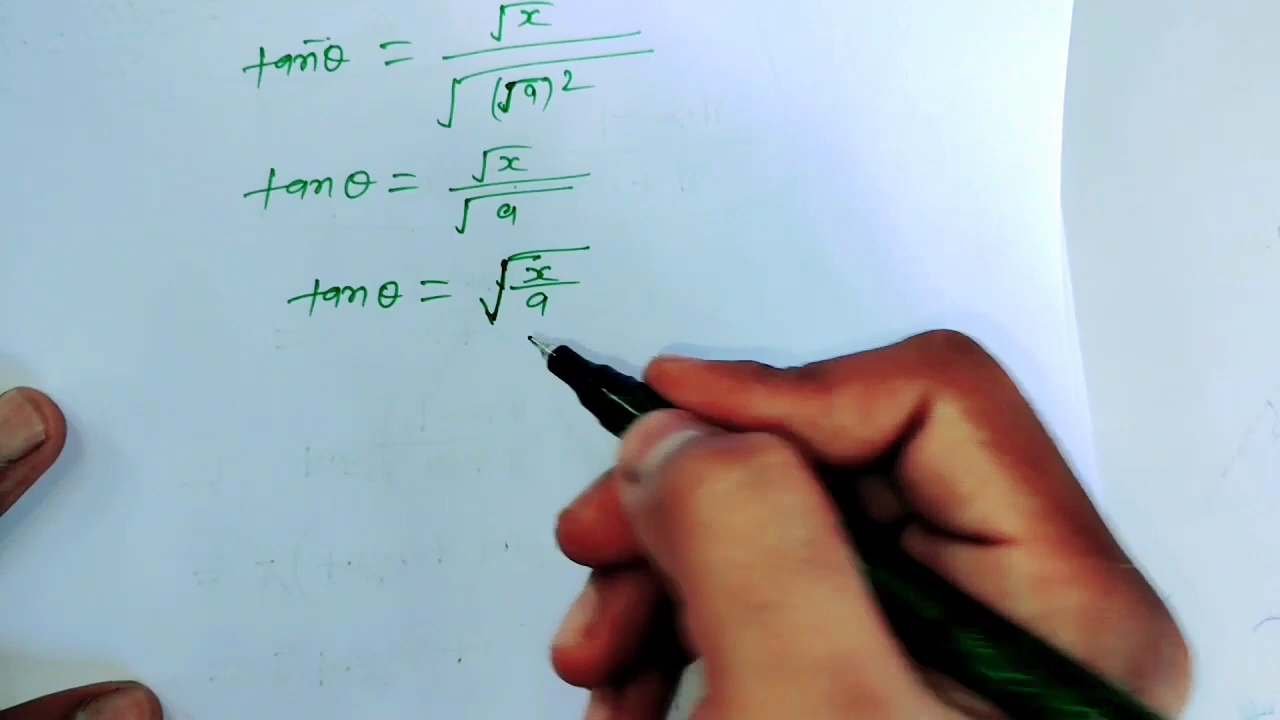 tanθ = √x / √(√a)²
tanθ = √x / √a
tanθ = √(x/a)